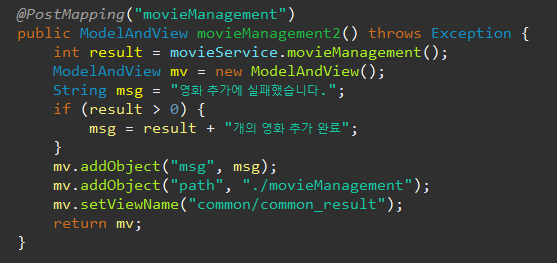 @PostMapping("movieManagement")
public ModelAndView movieManagement2() throws Exception {
    int result = movieService.movieManagement();
    ModelAndView mv = new ModelAndView();
    String msg = "영화 추가에 실패했습니다.";
    if (result > 0) {
        msg = result + "개의 영화 추가 완료";
    }
    mv.addObject("msg", msg);
    mv.addObject("path", "./movieManagement");
    mv.setViewName("common/common_result");
    return mv;
}